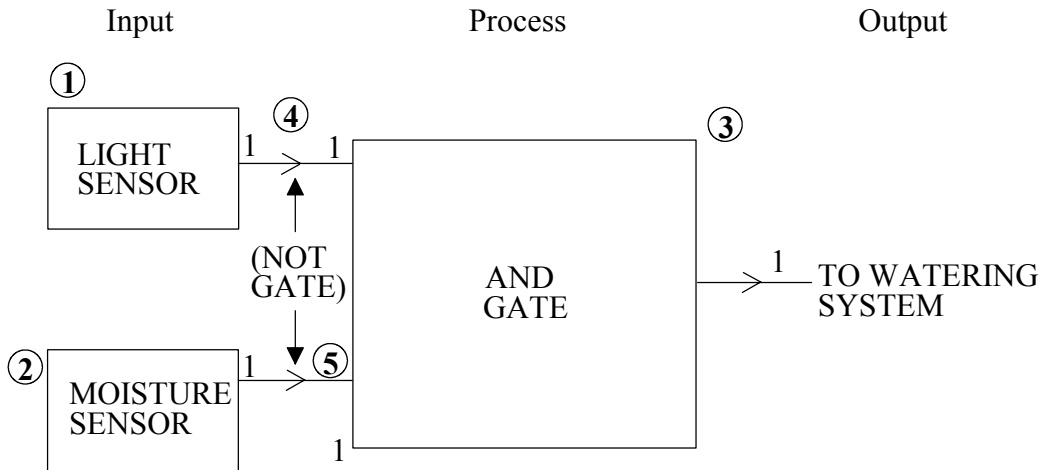 Input Process Output
1
4
3
LIGHT
SENSOR
1
1
(NOT
GATE)
AND
GATE
1
TO WATERING
SYSTEM
2
5
1
MOISTURE
SENSOR
1